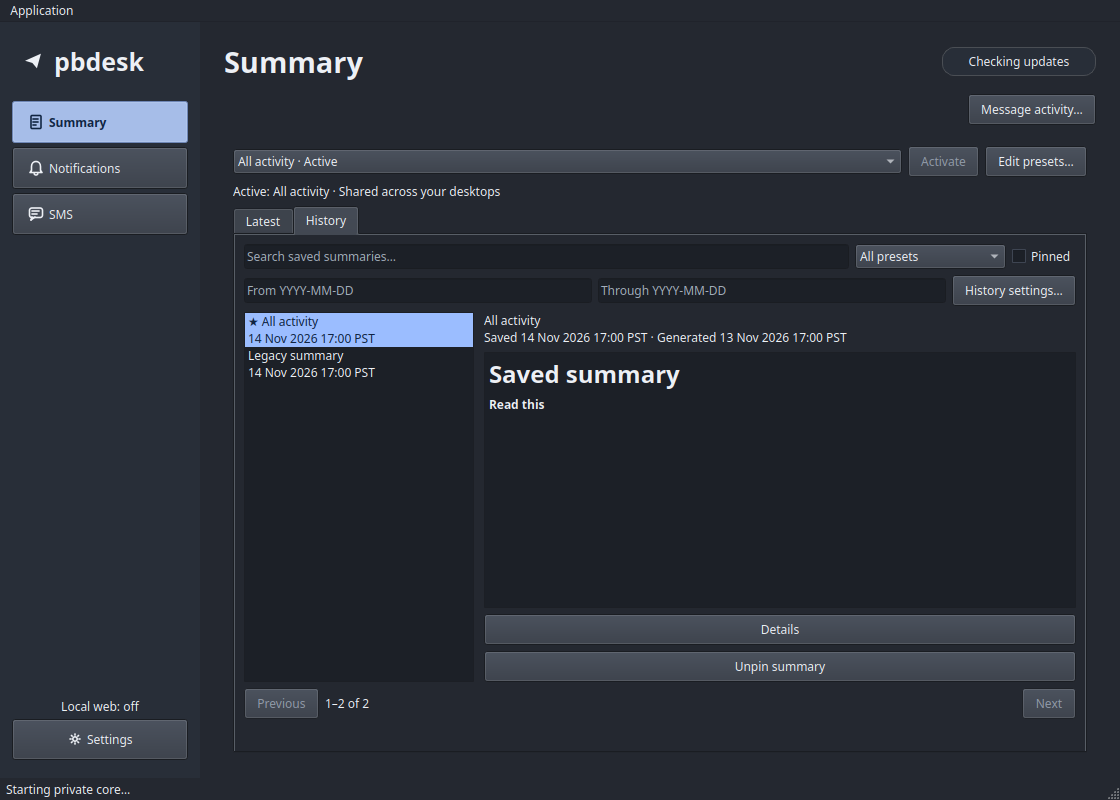 Application
pbdesk
Summary
Checking updates
Message activity...
Summary
Notifications
SMS
All activity · Active
Activate
Edit presets...
Active: All activity · Shared across your desktops
Latest
History
Search saved summaries...
All presets
Pinned
From YYYY-MM-DD
Through YYYY-MM-DD
History settings...
★ All activity
14 Nov 2026 17:00 PST
Legacy summary
14 Nov 2026 17:00 PST
All activity
Saved 14 Nov 2026 17:00 PST · Generated 13 Nov 2026 17:00 PST
Saved summary
Read this
Details
Unpin summary
Previous
1–2 of 2
Next
Local web: off
Settings
Starting private core...